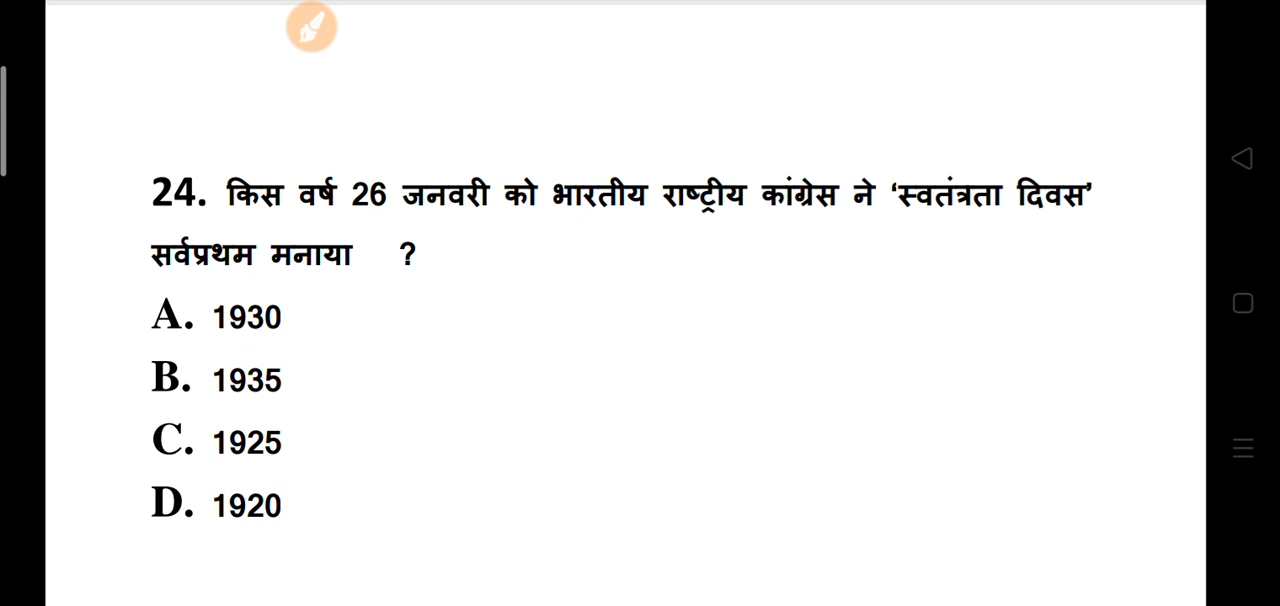 24. किस वर्ष 26 जनवरी को भारतीय राष्ट्रीय कांग्रेस ने ‘स्वतंत्रता दिवस’
सर्वप्रथम मनाया ?
A. 1930
B. 1935
C. 1925
D. 1920